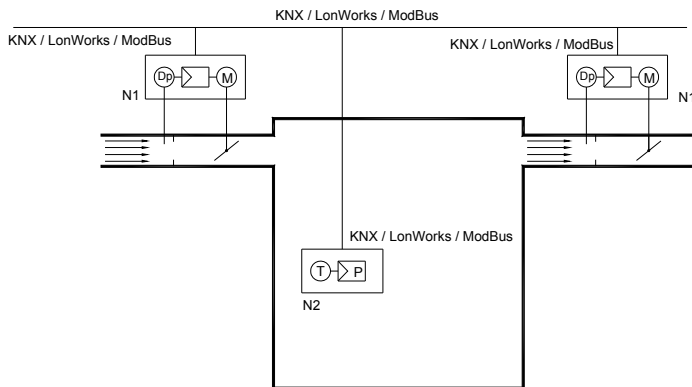 KNX / LonWorks / ModBus
KNX / LonWorks / ModBus
KNX / LonWorks / ModBus
Dp M
Dp M
N1
N1
KNX / LonWorks / ModBus
T P
N2